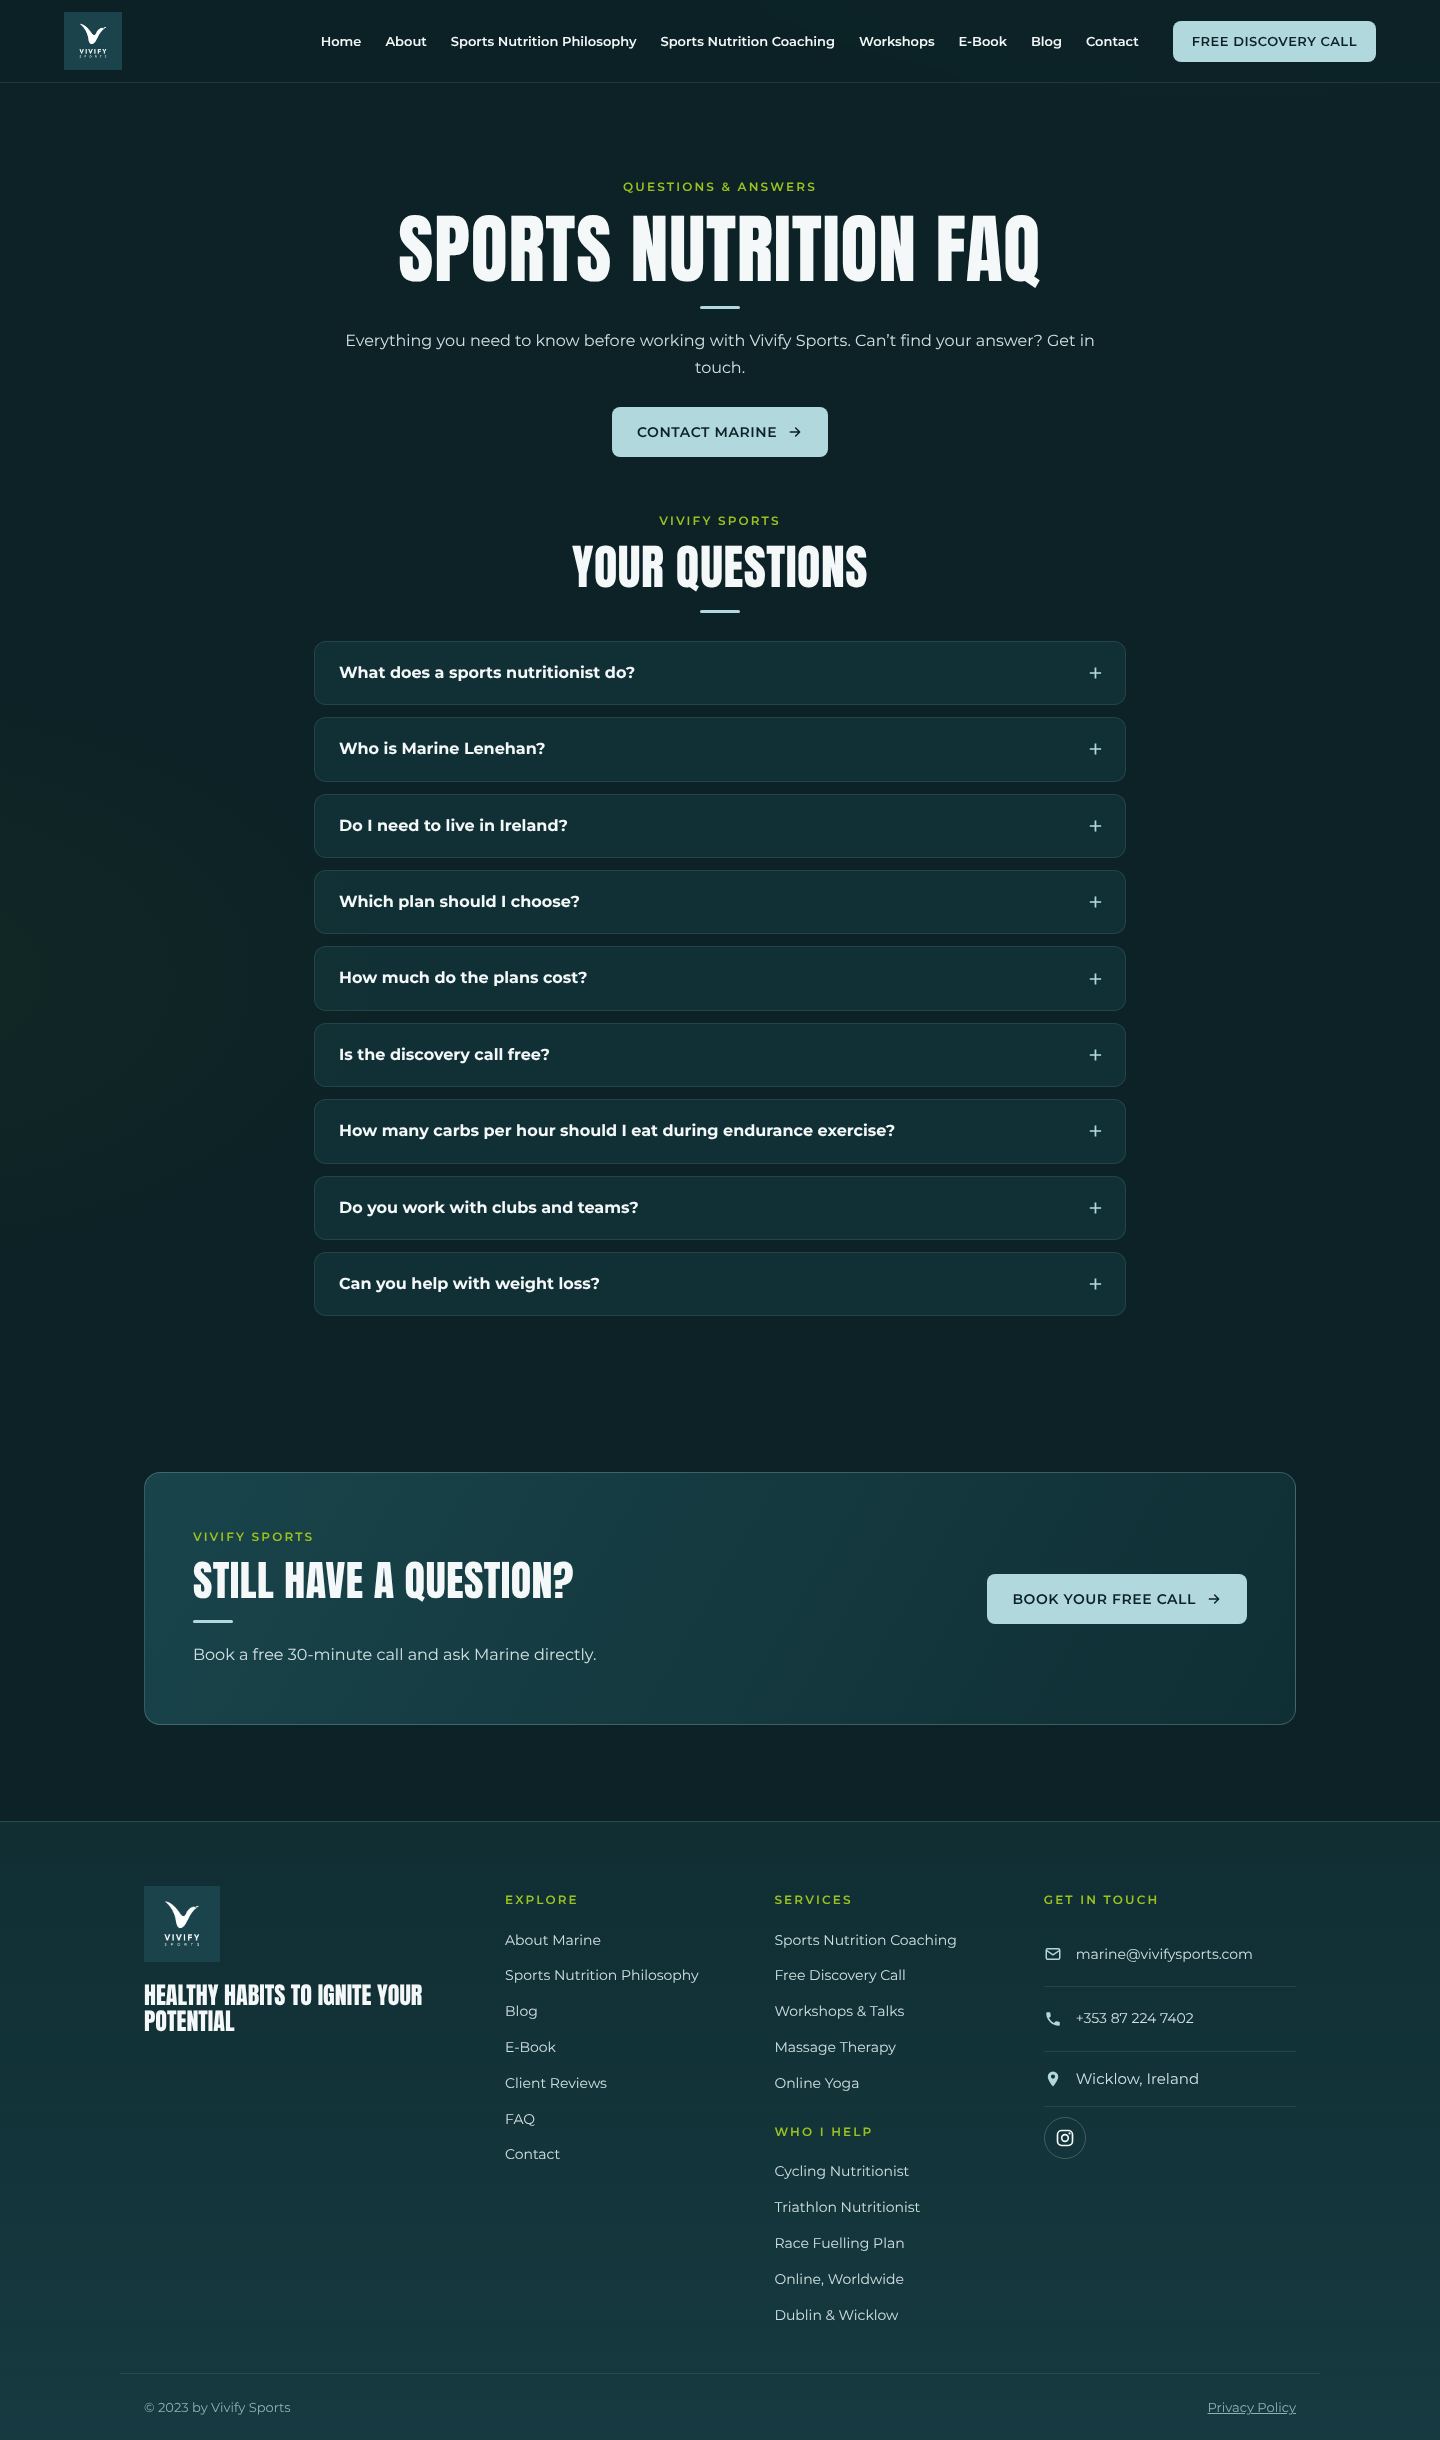 VIVIFY
SPORTS
Home
About
Sports Nutrition Philosophy
Sports Nutrition Coaching
Workshops
E-Book
Blog
Contact
FREE DISCOVERY CALL
QUESTIONS & ANSWERS
SPORTS NUTRITION FAQ
Everything you need to know before working with Vivify Sports. Can’t find your answer? Get in
touch.
CONTACT MARINE →
VIVIFY SPORTS
YOUR QUESTIONS
What does a sports nutritionist do? +
Who is Marine Lenehan? +
Do I need to live in Ireland? +
Which plan should I choose? +
How much do the plans cost? +
Is the discovery call free? +
How many carbs per hour should I eat during endurance exercise? +
Do you work with clubs and teams? +
Can you help with weight loss? +
VIVIFY SPORTS
STILL HAVE A QUESTION?
Book a free 30-minute call and ask Marine directly.
BOOK YOUR FREE CALL →
VIVIFY
SPORTS
HEALTHY HABITS TO IGNITE YOUR
POTENTIAL
EXPLORE
About Marine
Sports Nutrition Philosophy
Blog
E-Book
Client Reviews
FAQ
Contact
SERVICES
Sports Nutrition Coaching
Free Discovery Call
Workshops & Talks
Massage Therapy
Online Yoga
WHO I HELP
Cycling Nutritionist
Triathlon Nutritionist
Race Fuelling Plan
Online, Worldwide
Dublin & Wicklow
GET IN TOUCH
marine@vivifysports.com
+353 87 224 7402
Wicklow, Ireland
© 2023 by Vivify Sports
Privacy Policy